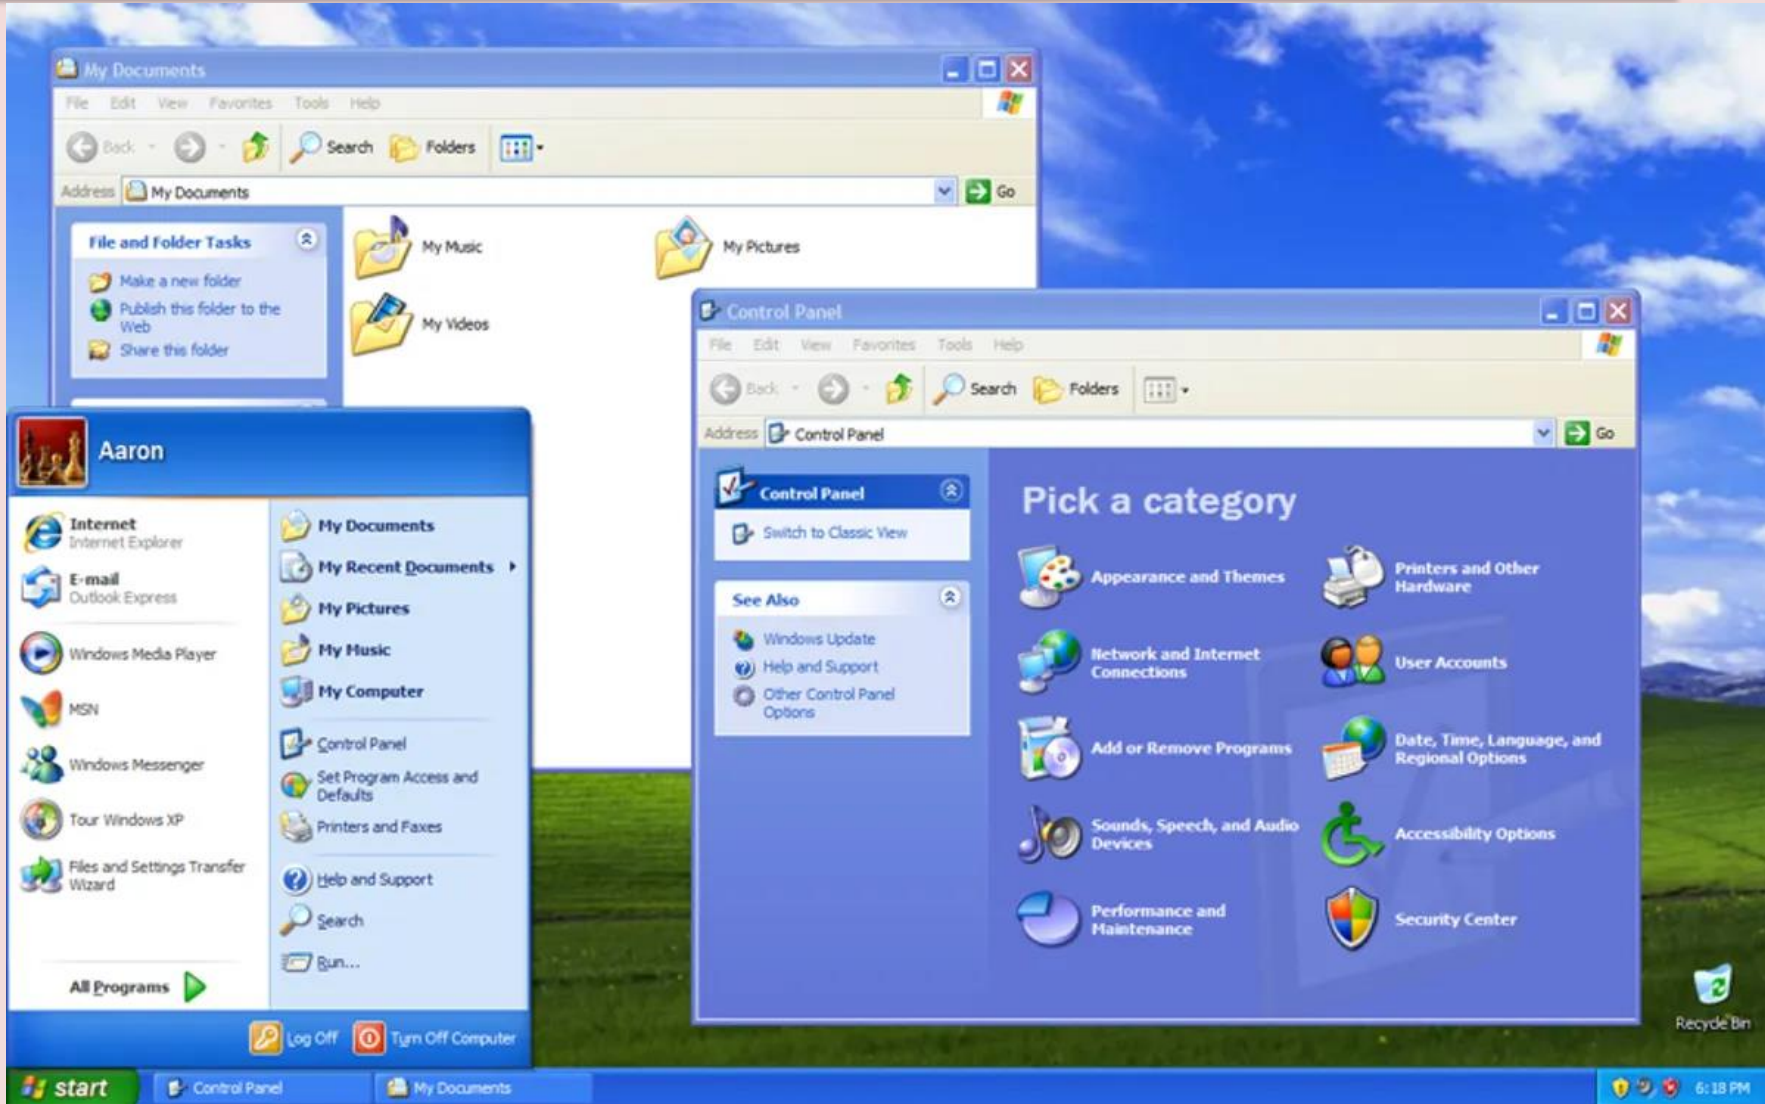 My Documents
File Edit View Favorites Tools Help
Back Search Folders
Address My Documents Go
File and Folder Tasks
Make a new folder
Publish this folder to the
Web
Share this folder
My Music
My Pictures
My Videos
Control Panel
File Edit View Favorites Tools Help
Back Search Folders
Address Control Panel Go
Control Panel
Switch to Classic View
See Also
Windows Update
Help and Support
Other Control Panel
Options
Pick a category
Appearance and Themes
Printers and Other
Hardware
Network and Internet
Connections
User Accounts
Add or Remove Programs
Date, Time, Language, and
Regional Options
Sounds, Speech, and Audio
Devices
Accessibility Options
Performance and
Maintenance
Security Center
Aaron
Internet
Internet Explorer
E-mail
Outlook Express
Windows Media Player
MSN
Windows Messenger
Tour Windows XP
Files and Settings Transfer
Wizard
All Programs
My Documents
My Recent Documents
My Pictures
My Music
My Computer
Control Panel
Set Program Access and
Defaults
Printers and Faxes
Help and Support
Search
Run...
Log Off
Turn Off Computer
Recycle Bin
start
Control Panel
My Documents
6:18 PM